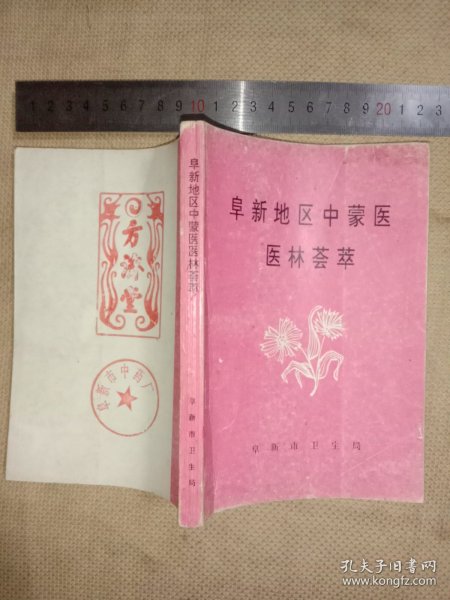 1 2 3 4 5 6 7 8 9 10 1 2 3 4 5 6 7 8 9 20 1 2 3
阜新地区中蒙医
医林荟萃
阜新市卫生局
阜新地区中蒙医医林荟萃
阜新市卫生局
方济堂
阜新市中药厂
孔夫子旧书网
www.kongfz.com